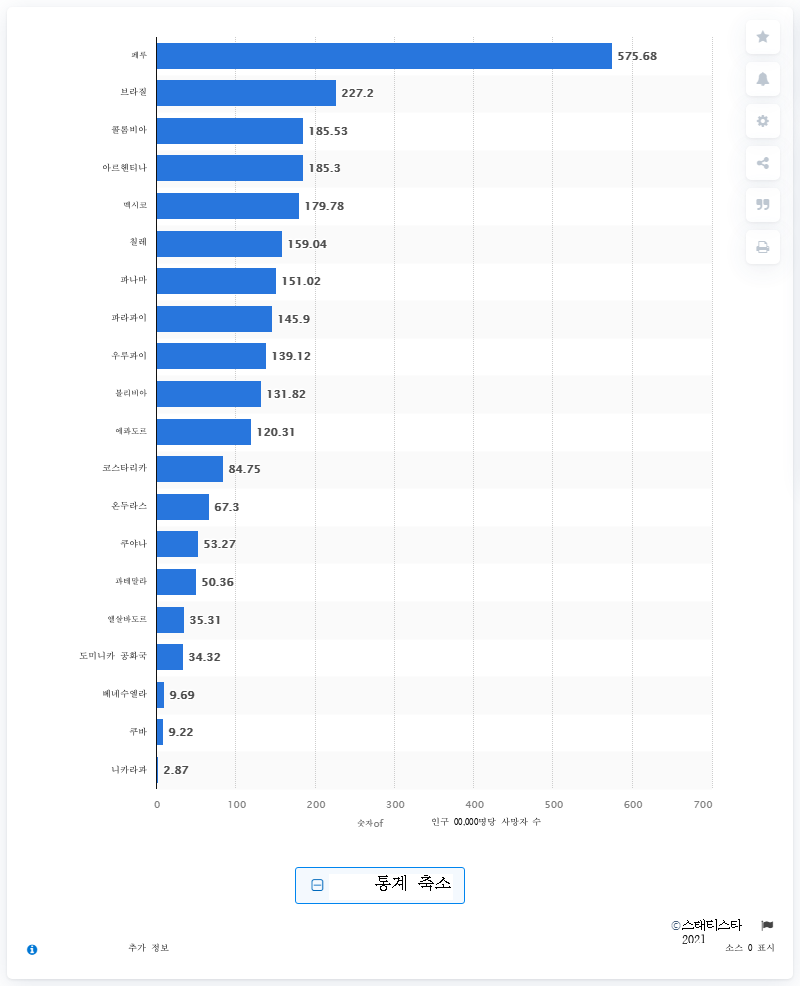 페루 575.68
브라질 227.2
콜롬비아 185.53
아르헨티나 185.3
멕시코 179.78
칠레 159.04
파나마 151.02
파라과이 145.9
우루과이 139.12
볼리비아 131.82
에콰도르 120.31
코스타리카 84.75
온두라스 67.3
쿠야나 53.27
과테말라 50.36
엘살바도르 35.31
도미니카 공화국 34.32
베네수엘라 9.69
쿠바 9.22
니카라과 2.87
0 100 200 300 400 500 600 700
숫자of 인구 00,000명당 사망자 수
통계 축소
©스태티스타
2021
추가 정보 소스 0 표시